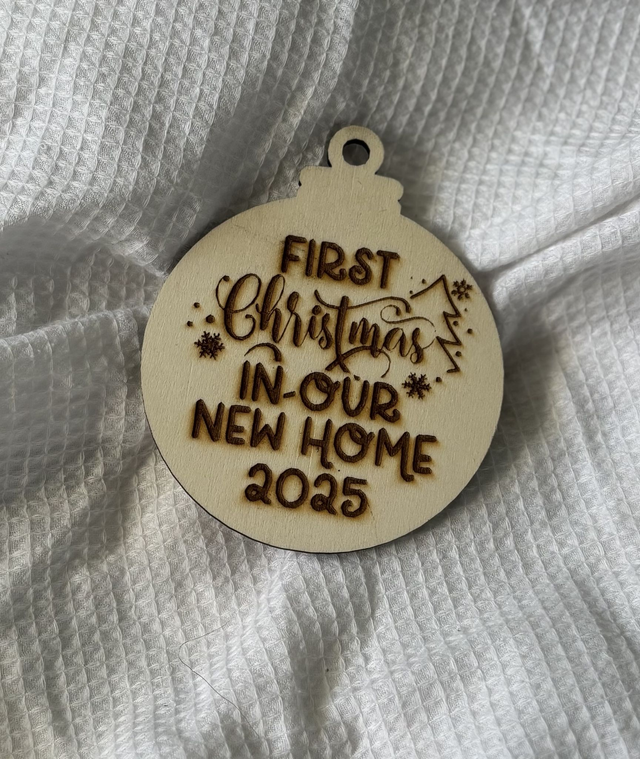 FIRST
Christmas
IN OUR
NEW HOME
2025